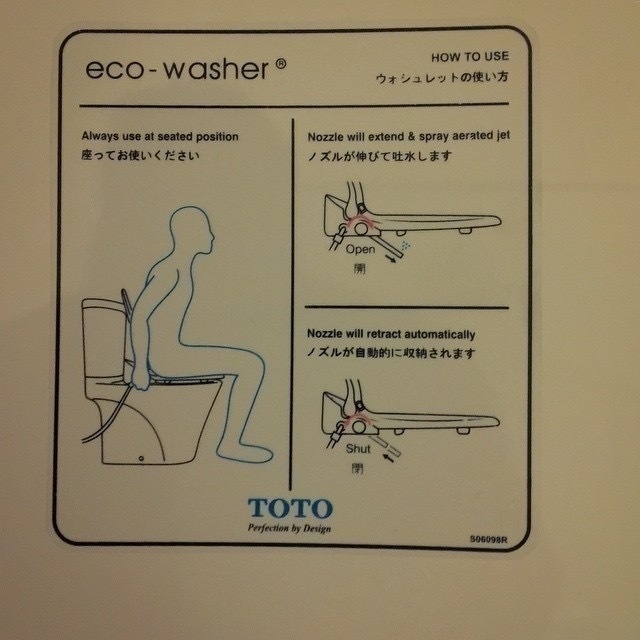 eco-washer®
HOW TO USE
ウォシュレットの使い方
Always use at seated position
座ってお使いください
Nozzle will extend & spray aerated jet
ノズルが伸びて吐水します
Open
開
Nozzle will retract automatically
ノズルが自動的に収納されます
Shut
閉
TOTO
Perfection by Design
S06098R